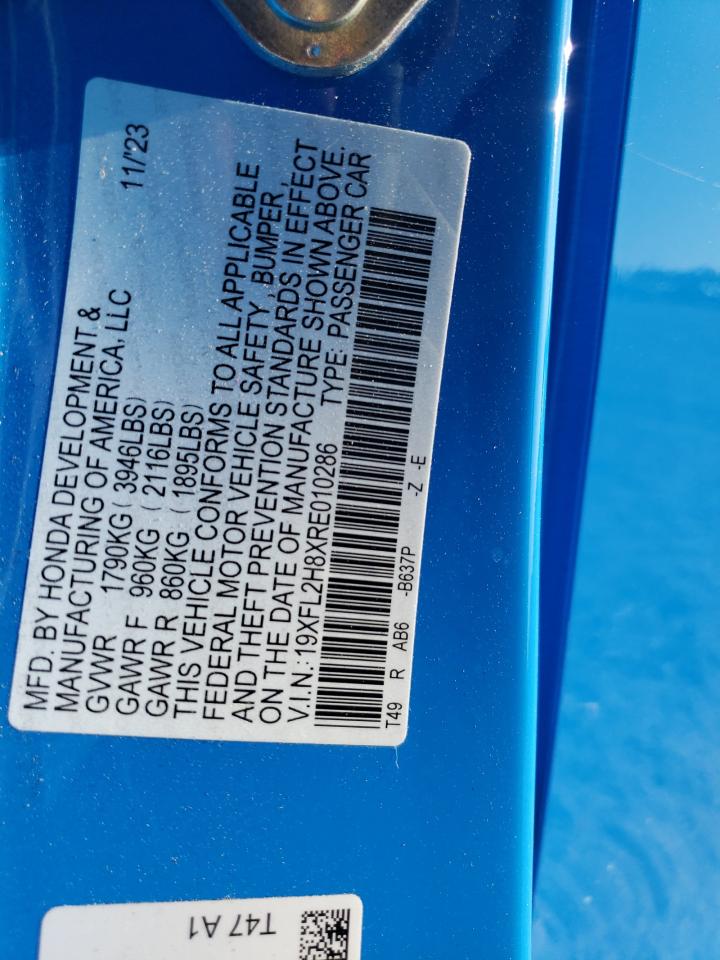 MFD. BY HONDA DEVELOPMENT &
MANUFACTURING OF AMERICA, LLC 11/'23
GVWR 1790KG ( 3946LBS)
GAWR F 960KG ( 2116LBS)
GAWR R 860KG ( 1895LBS)
THIS VEHICLE CONFORMS TO ALL APPLICABLE
FEDERAL MOTOR VEHICLE SAFETY, BUMPER,
AND THEFT PREVENTION STANDARDS IN EFFECT
ON THE DATE OF MANUFACTURE SHOWN ABOVE.
V.I.N.:19XFL2H8XRE010286 TYPE: PASSENGER CAR
T49 R AB6 -B637P -Z -E
T47 A1